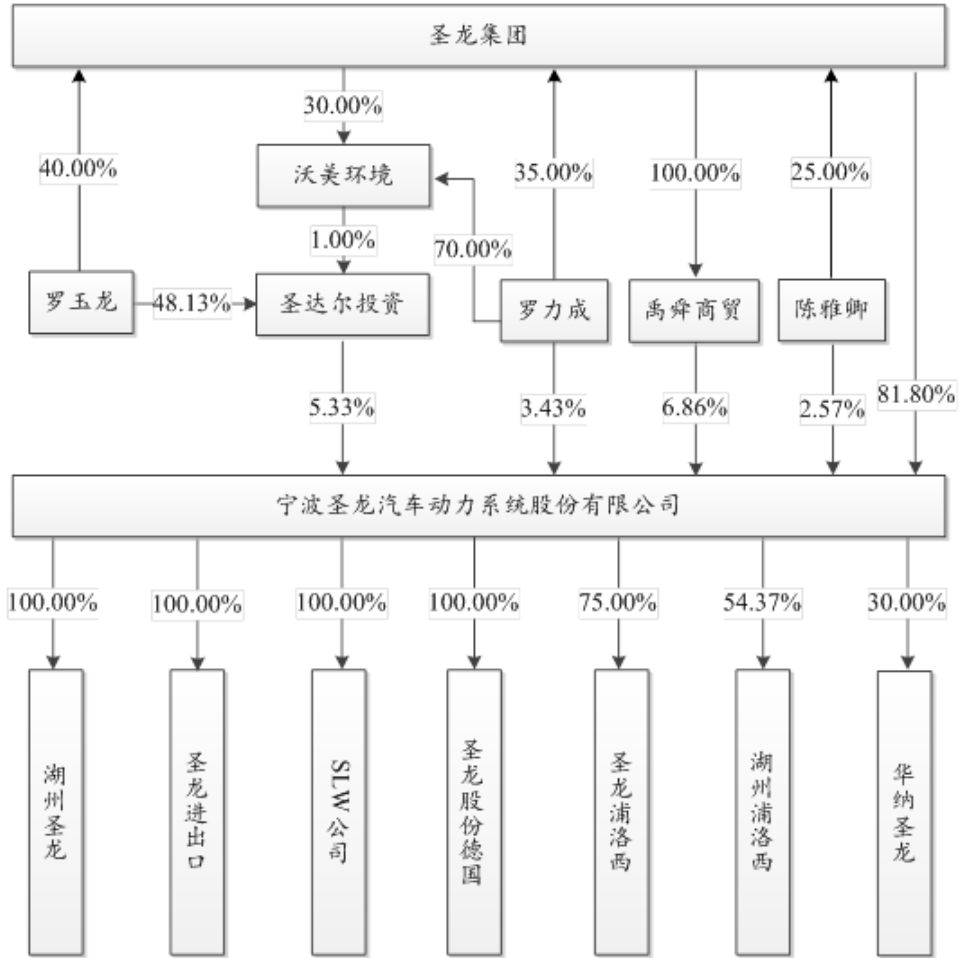 圣龙集团
30.00%
40.00%
沃美环境
35.00%
100.00%
25.00%
1.00%
70.00%
罗玉龙
48.13%
圣达尔投资
罗力成
禹舜商贸
陈雅卿
5.33%
3.43%
6.86%
2.57%
81.80%
宁波圣龙汽车动力系统股份有限公司
100.00%
100.00%
100.00%
100.00%
75.00%
54.37%
30.00%
湖州圣龙
圣龙进出口
SLW公司
圣龙股份德国
圣龙浦洛西
湖州浦洛西
华纳圣龙